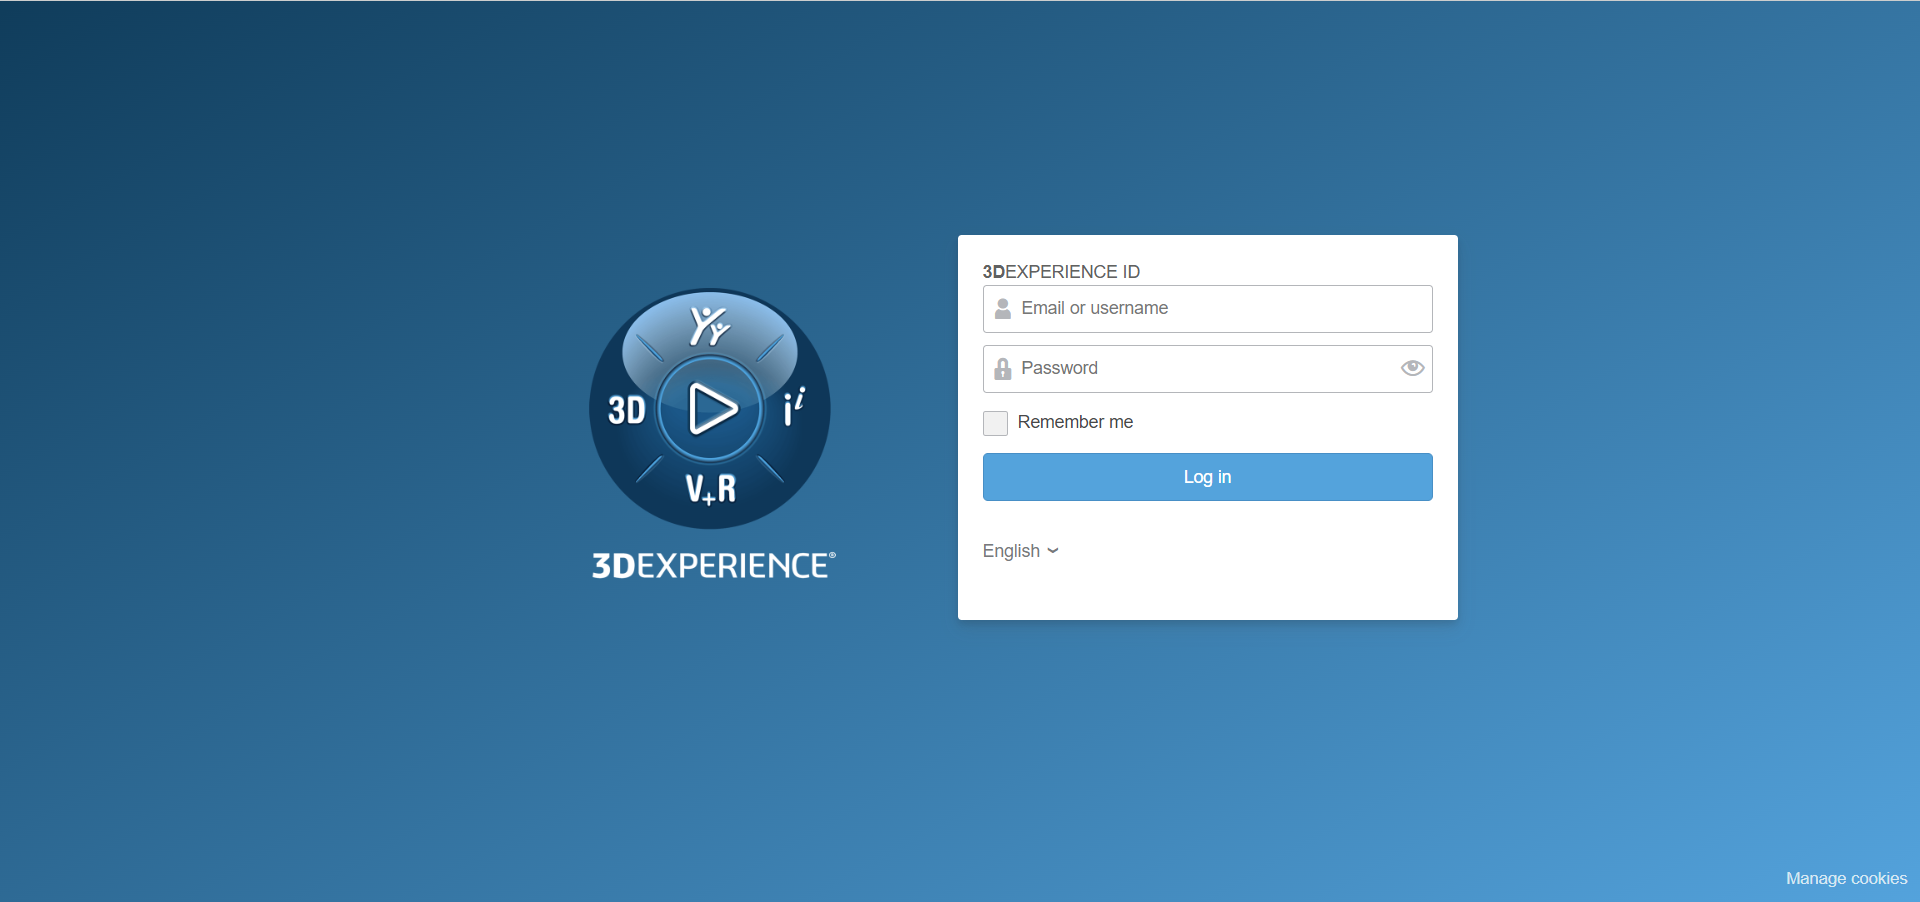 3D
i i
V+R
3DEXPERIENCE®
3DEXPERIENCE ID
Email or username
Password
Remember me
Log in
English
Manage cookies